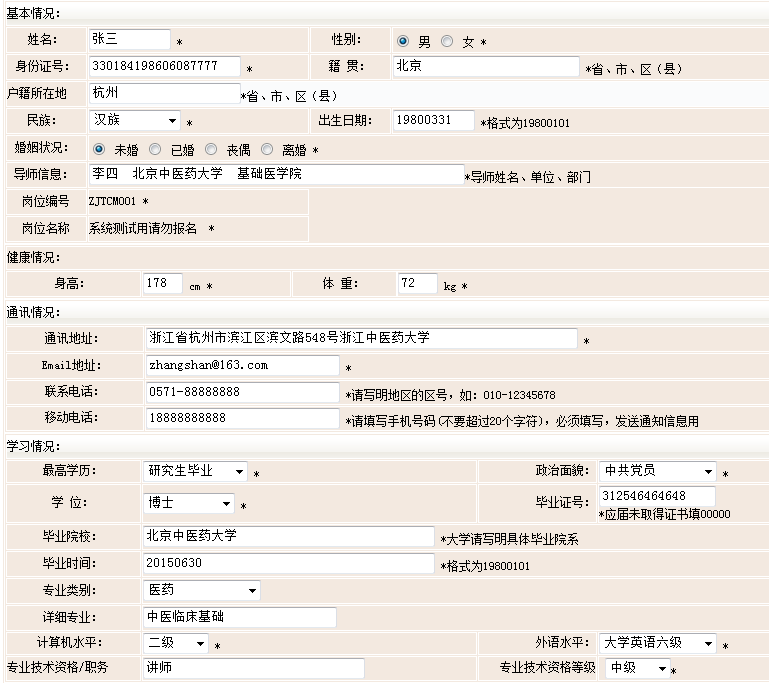 基本情况：
姓名： 张三 * 性别： 男 女 *
身份证号： 330184198606087777 * 籍 贯： 北京 *省、市、区（县）
户籍所在地 杭州 *省、市、区（县）
民族： 汉族 * 出生日期： 19800331 *格式为19800101
婚姻状况： 未婚 已婚 丧偶 离婚 *
导师信息： 李四 北京中医药大学 基础医学院 *导师姓名、单位、部门
岗位编号 ZJTCM001 *
岗位名称 系统测试用请勿报名 *
健康情况：
身高： 178 cm * 体 重： 72 kg *
通讯情况：
通讯地址： 浙江省杭州市滨江区滨文路548号浙江中医药大学 *
Email地址： zhangshan@163.com *
联系电话： 0571-88888888 *请写明地区的区号，如：010-12345678
移动电话： 18888888888 *请填写手机号码(不要超过20个字符)，必须填写，发送通知信息用
学习情况：
最高学历： 研究生毕业 * 政治面貌： 中共党员 *
学 位： 博士 * 毕业证号： 312546464648
*应届未取得证书填00000
毕业院校： 北京中医药大学 *大学请写明具体毕业院系
毕业时间： 20150630 *格式为19800101
专业类别： 医药
详细专业： 中医临床基础
计算机水平： 二级 * 外语水平： 大学英语六级 *
专业技术资格/职务 讲师 专业技术资格等级 中级 *